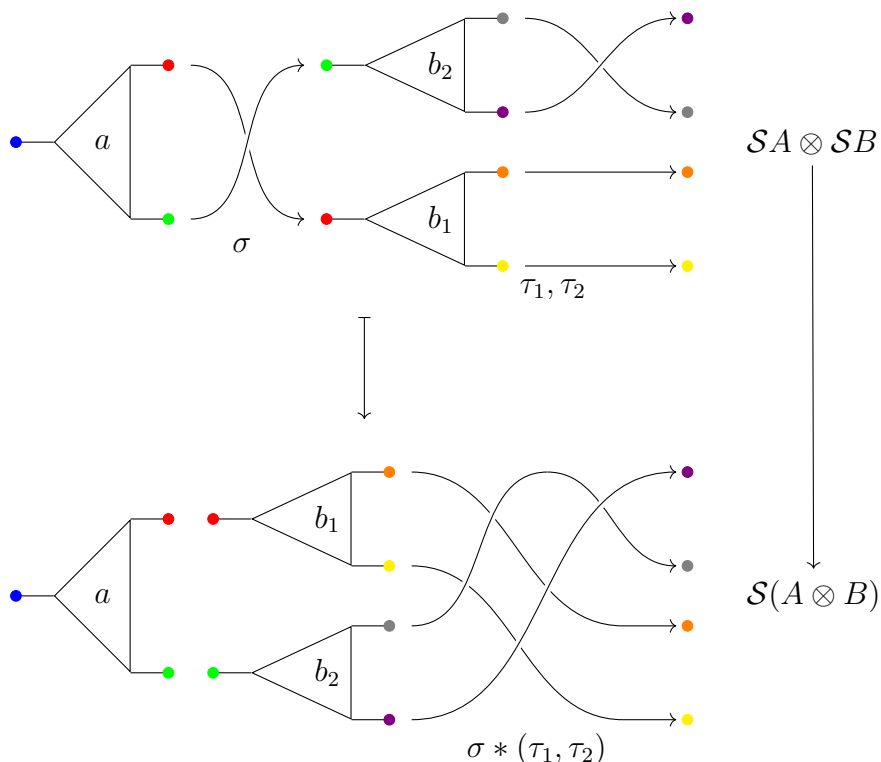 b₂
a
𝒮A ⊗ 𝒮B
b₁
σ
τ₁, τ₂
b₁
a
𝒮(A ⊗ B)
b₂
σ ∗ (τ₁, τ₂)